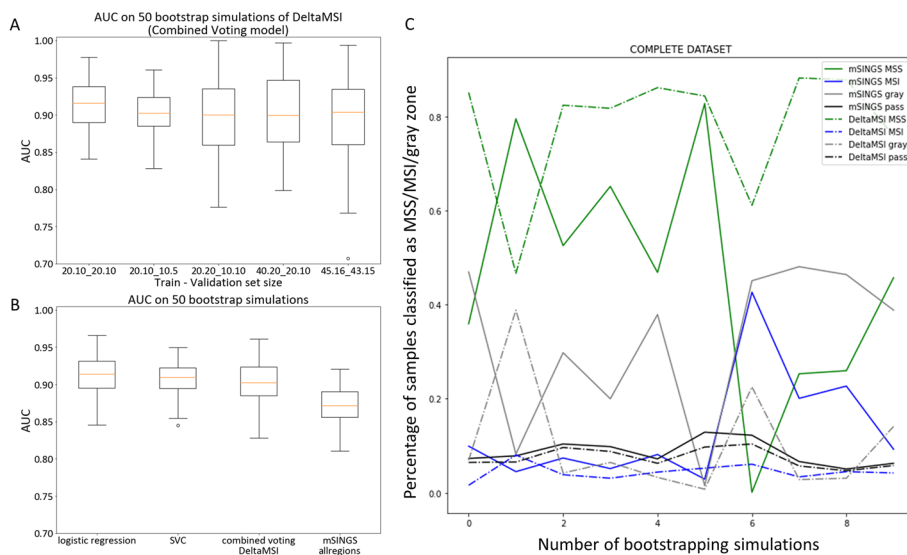 A
AUC on 50 bootstrap simulations of DeltaMSI
(Combined Voting model)
1.00
0.95
0.90
0.85
0.80
0.75
0.70
AUC
20.10_20.10
20.10_10.5
20.20_10.10
40.20_20.10
45.16_43.15
Train - Validation set size
B
AUC on 50 bootstrap simulations
1.00
0.95
0.90
0.85
0.80
0.75
0.70
AUC
logistic regression
SVC
combined voting
DeltaMSI
mSINGS
allregions
C
COMPLETE DATASET
mSINGS MSS
mSINGS MSI
mSINGS gray
mSINGS pass
DeltaMSI MSS
DeltaMSI MSI
DeltaMSI gray
DeltaMSI pass
Percentage of samples classified as MSS/MSI/gray zone
0.8
0.6
0.4
0.2
0.0
0
2
4
6
8
Number of bootstrapping simulations